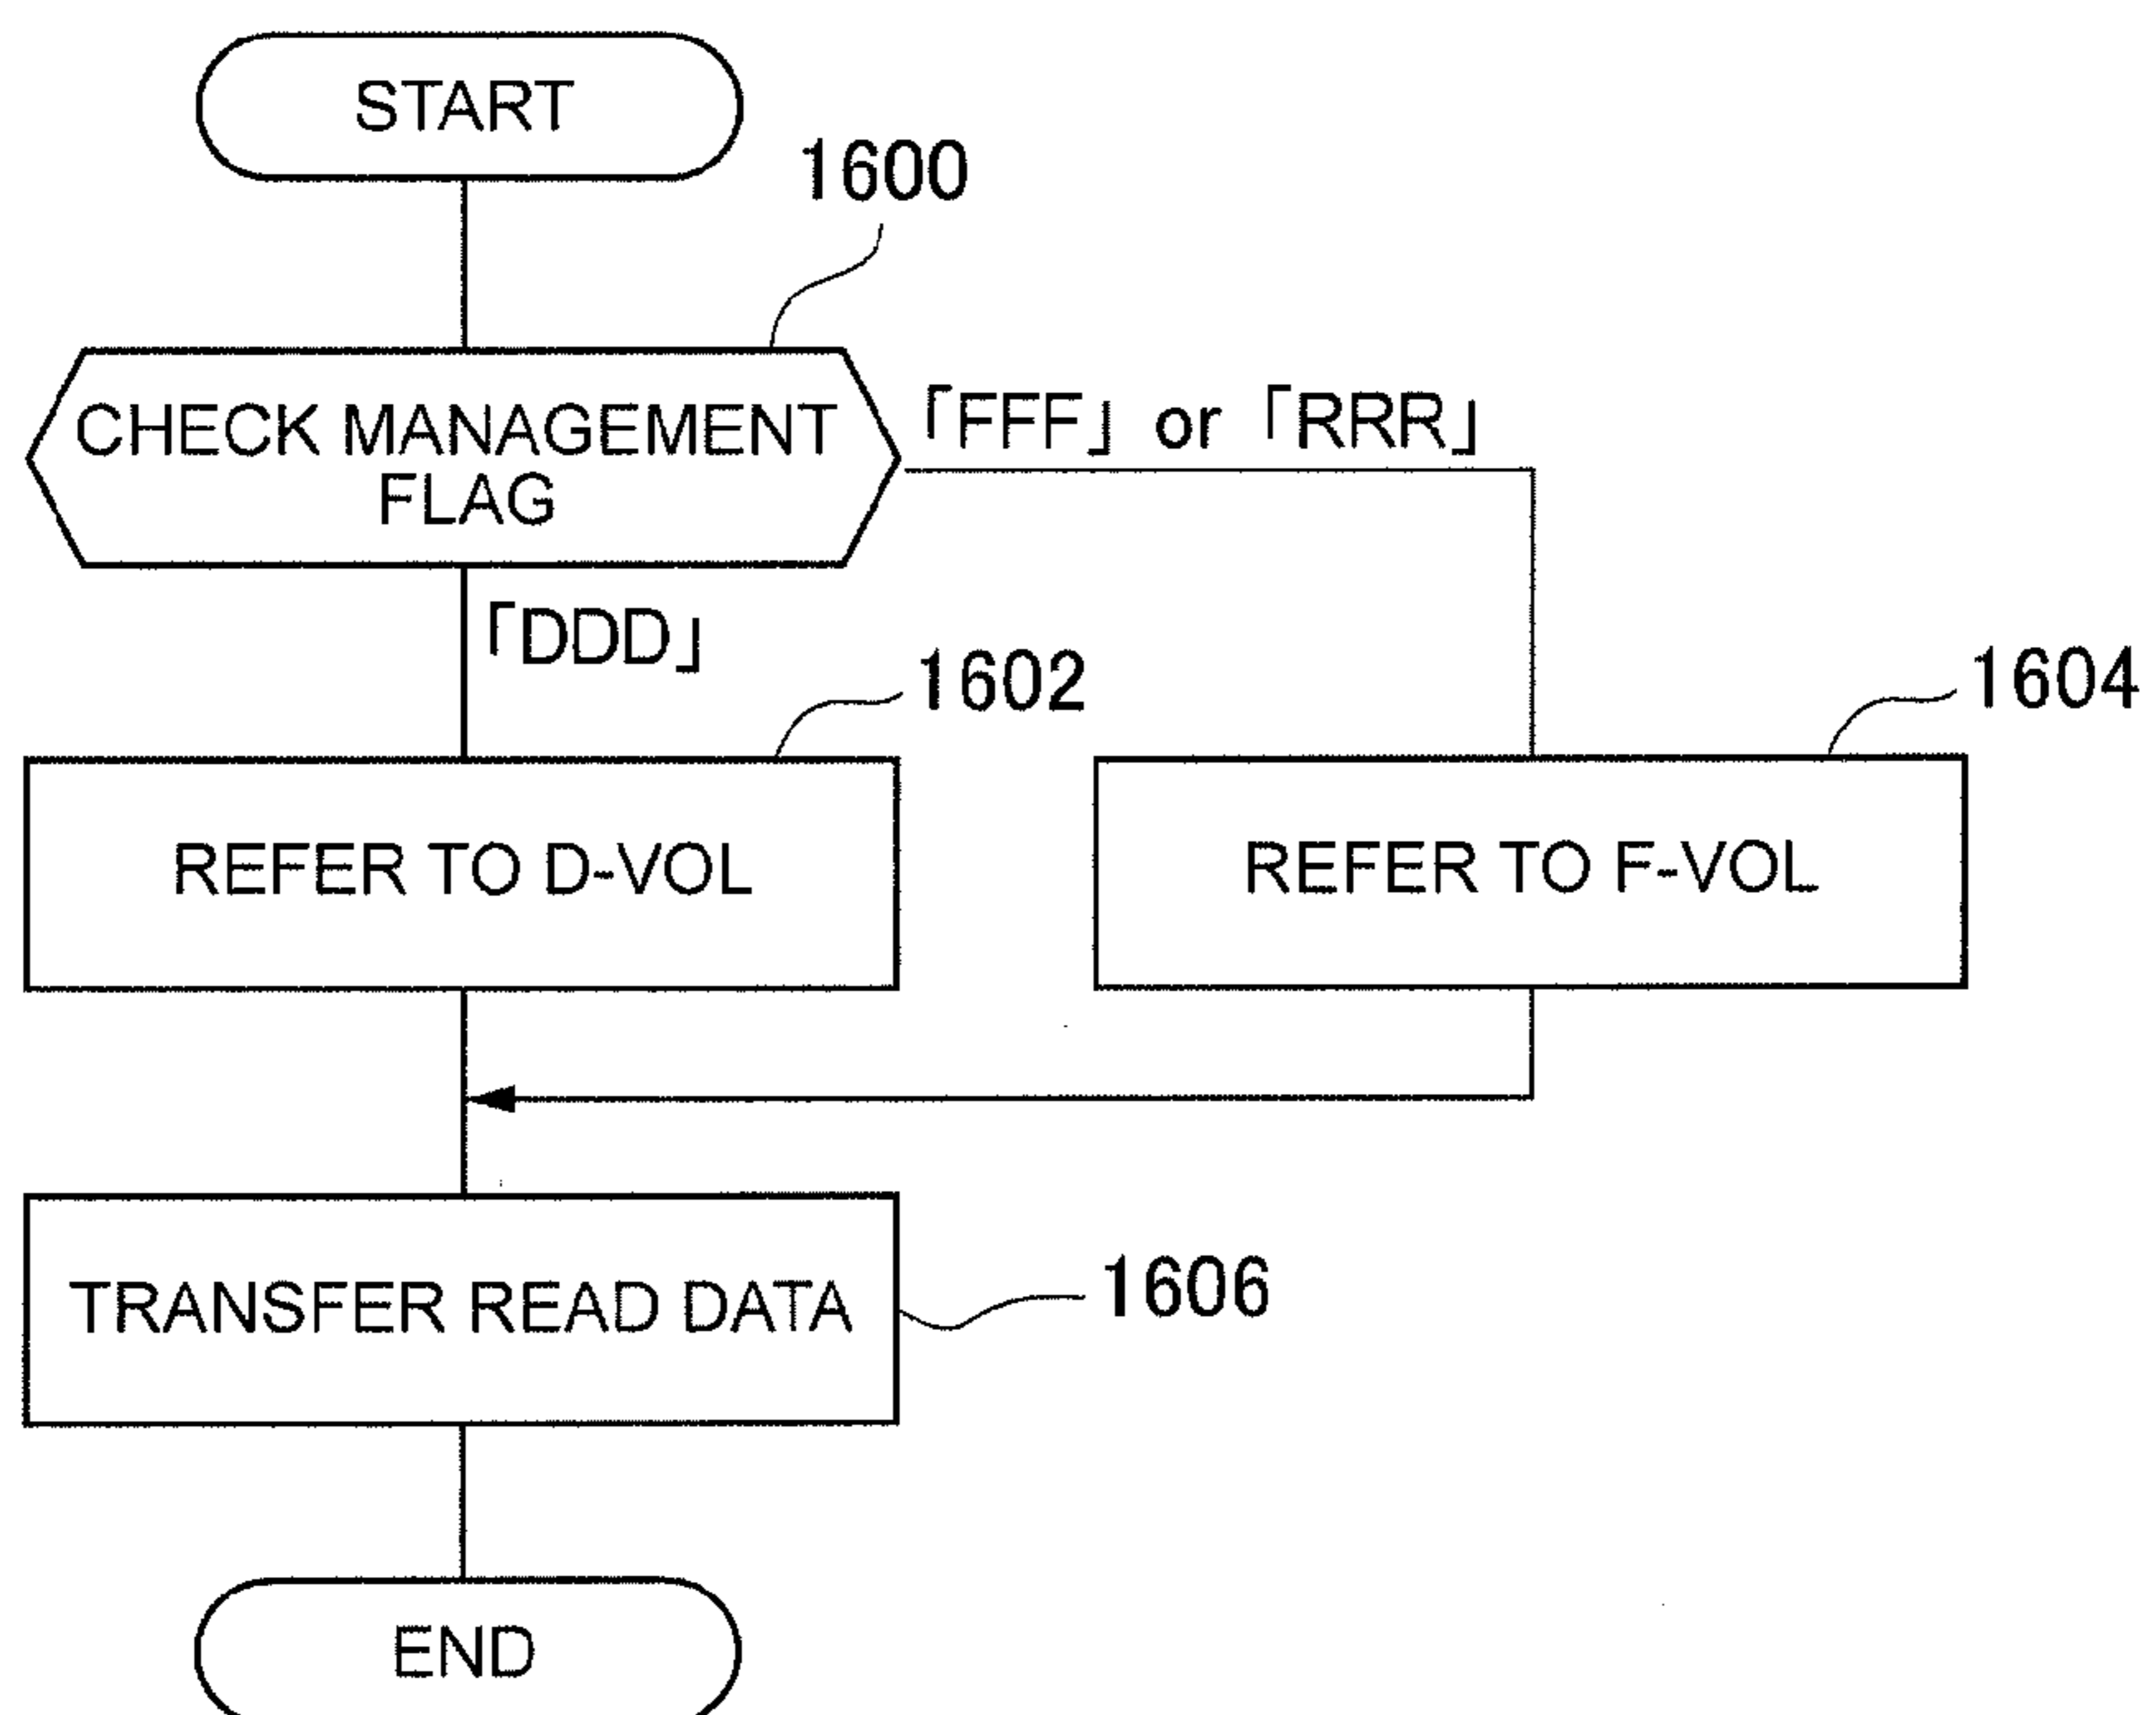 START
1600
CHECK MANAGEMENT
FLAG
「FFF」 or 「RRR」
「DDD」
1602
1604
REFER TO D-VOL
REFER TO F-VOL
TRANSFER READ DATA
1606
END